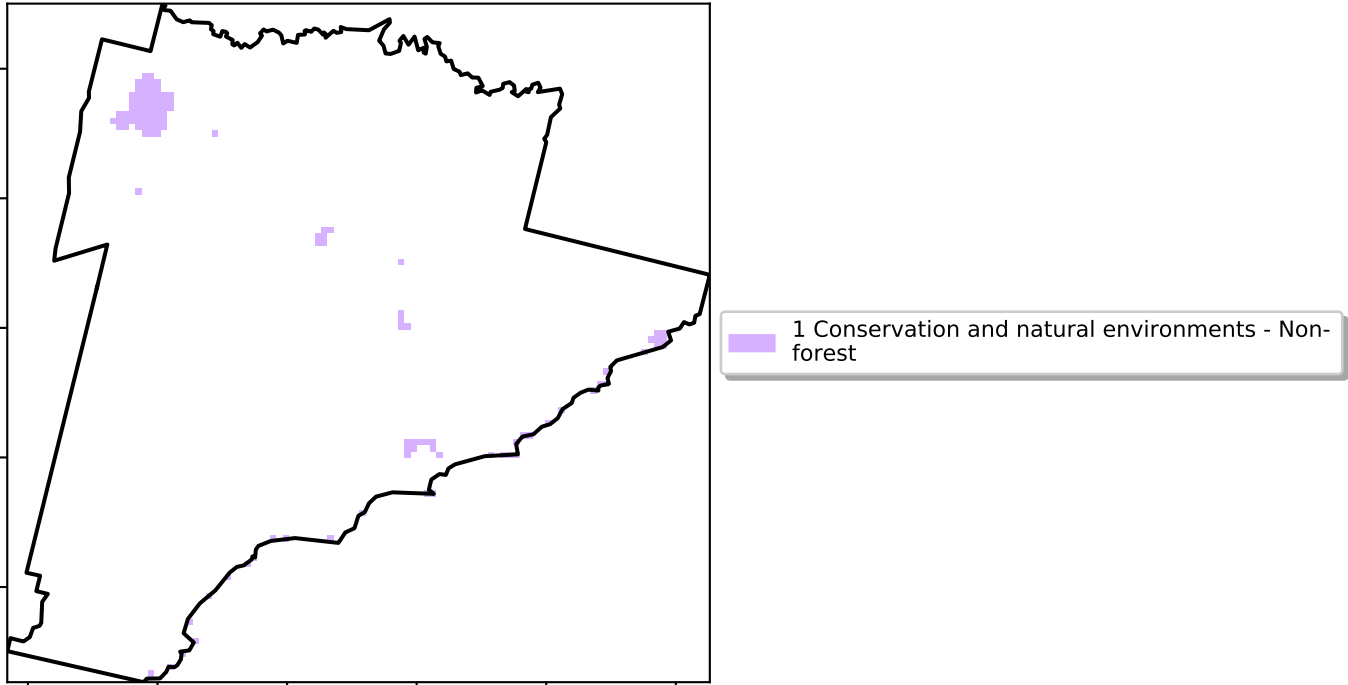 1 Conservation and natural environments - Non-
forest